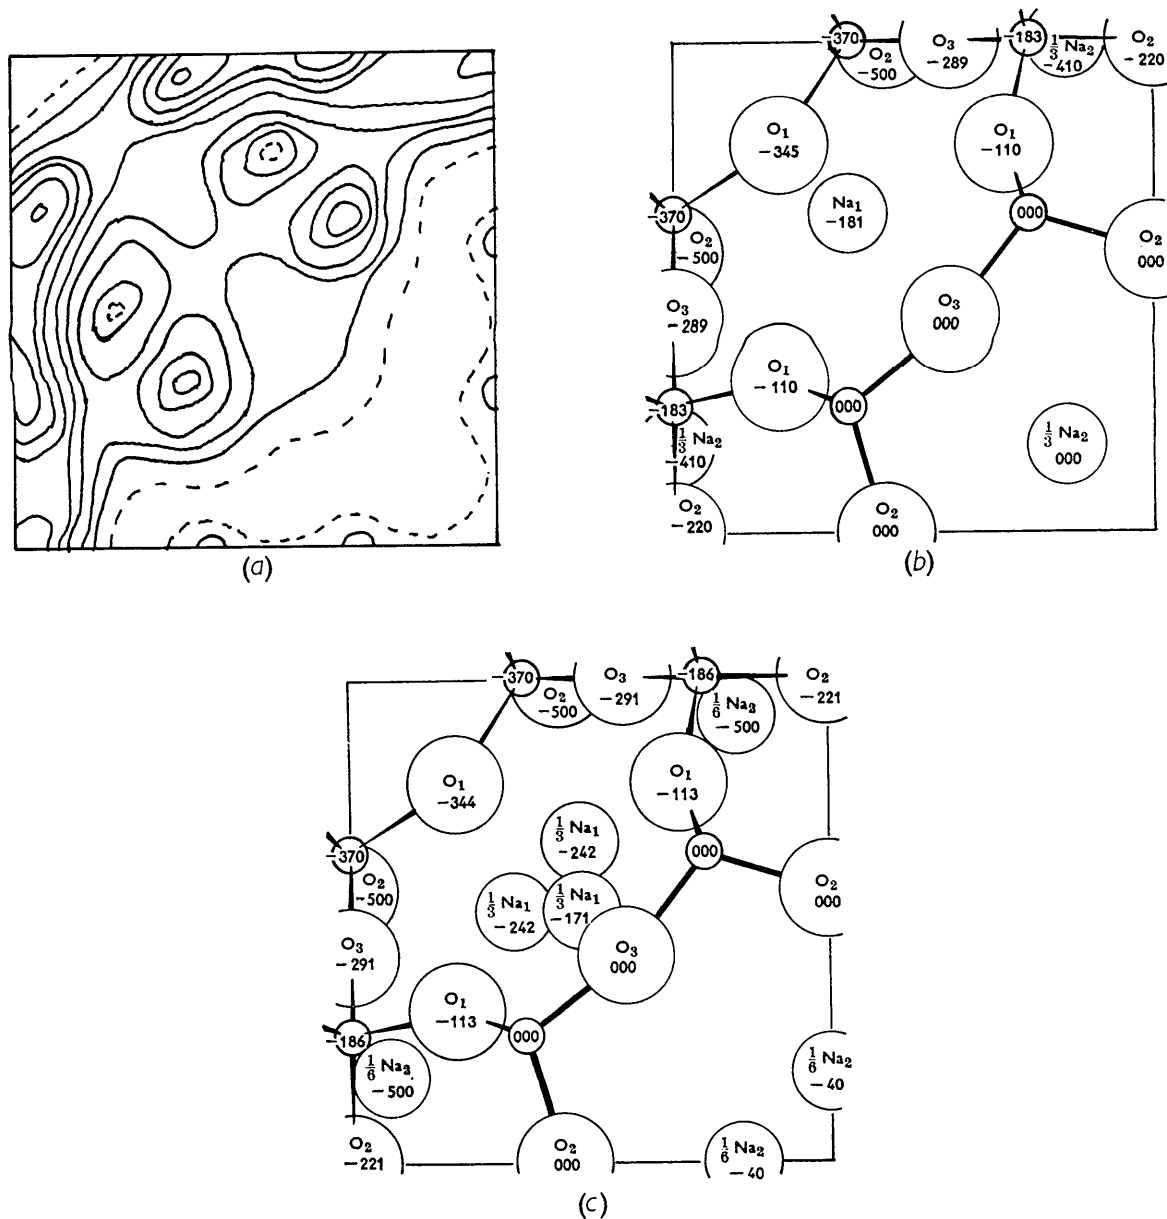 (a)
-370
O2
-500
O3
-289
-183
1/3 Na2
-410
O2
-220
O1
-345
O1
-110
Na1
-181
-370
O2
-500
000
O2
000
O3
-289
O3
000
O1
-110
-183
000
1/3 Na2
-410
1/3 Na2
000
O2
-220
O2
000
(b)
-370
O2
-500
O3
-291
-186
1/6 Na2
-500
O2
-221
O1
-344
O1
-113
1/3 Na1
-242
-370
000
O2
-500
1/3 Na1
-242
1/3 Na1
-171
O2
000
O3
-291
O3
000
O1
-113
-186
000
1/6 Na2
-500
1/6 Na2
-40
O2
-221
O2
000
1/6 Na2
-40
(c)